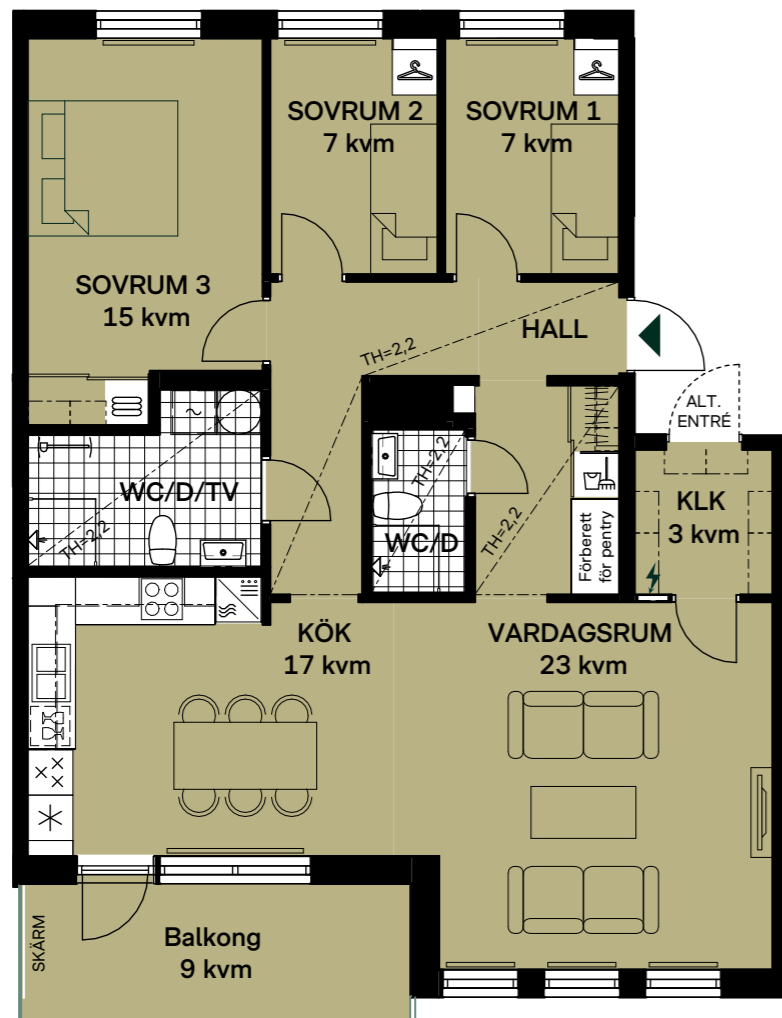 SOVRUM 2
7 kvm
SOVRUM 1
7 kvm
SOVRUM 3
15 kvm
TH=2,2
HALL
ALT.
ENTRÉ
WC/D/TV
TH=2,2
TH=2,2
WC/D
TH=2,2
Förberett
för pentry
KLK
3 kvm
KÖK
17 kvm
VARDAGSRUM
23 kvm
SKÄRM
Balkong
9 kvm